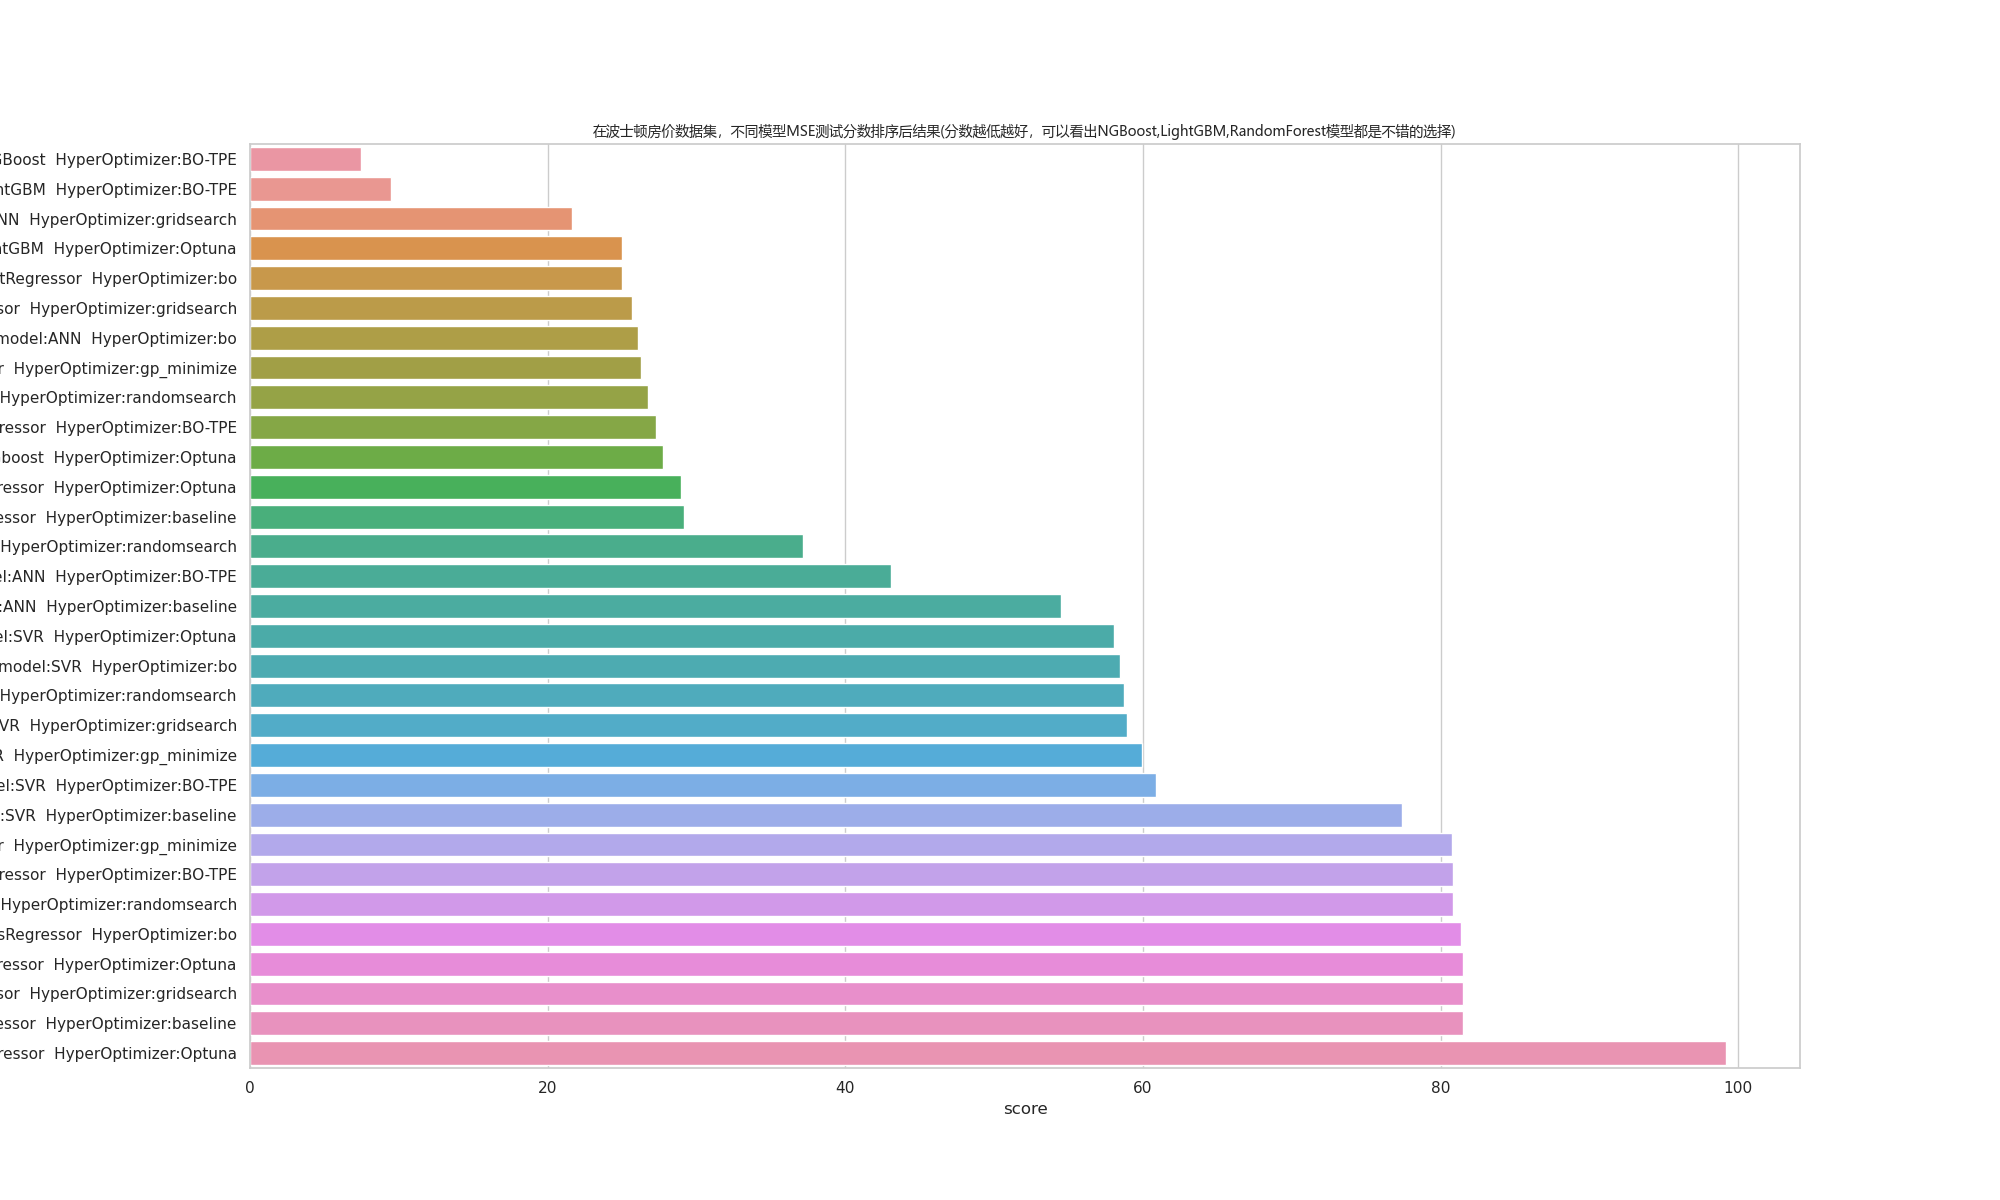 在波士顿房价数据集，不同模型MSE测试分数排序后结果(分数越低越好，可以看出NGBoost,LightGBM,RandomForest模型都是不错的选择)
GBoost HyperOptimizer:BO-TPE
htGBM HyperOptimizer:BO-TPE
NN HyperOptimizer:gridsearch
htGBM HyperOptimizer:Optuna
tRegressor HyperOptimizer:bo
sor HyperOptimizer:gridsearch
model:ANN HyperOptimizer:bo
r HyperOptimizer:gp_minimize
HyperOptimizer:randomsearch
ressor HyperOptimizer:BO-TPE
boost HyperOptimizer:Optuna
ressor HyperOptimizer:Optuna
essor HyperOptimizer:baseline
HyperOptimizer:randomsearch
el:ANN HyperOptimizer:BO-TPE
:ANN HyperOptimizer:baseline
el:SVR HyperOptimizer:Optuna
model:SVR HyperOptimizer:bo
HyperOptimizer:randomsearch
VR HyperOptimizer:gridsearch
R HyperOptimizer:gp_minimize
el:SVR HyperOptimizer:BO-TPE
:SVR HyperOptimizer:baseline
r HyperOptimizer:gp_minimize
ressor HyperOptimizer:BO-TPE
HyperOptimizer:randomsearch
sRegressor HyperOptimizer:bo
ressor HyperOptimizer:Optuna
sor HyperOptimizer:gridsearch
essor HyperOptimizer:baseline
ressor HyperOptimizer:Optuna
0 20 40 60 80 100
score